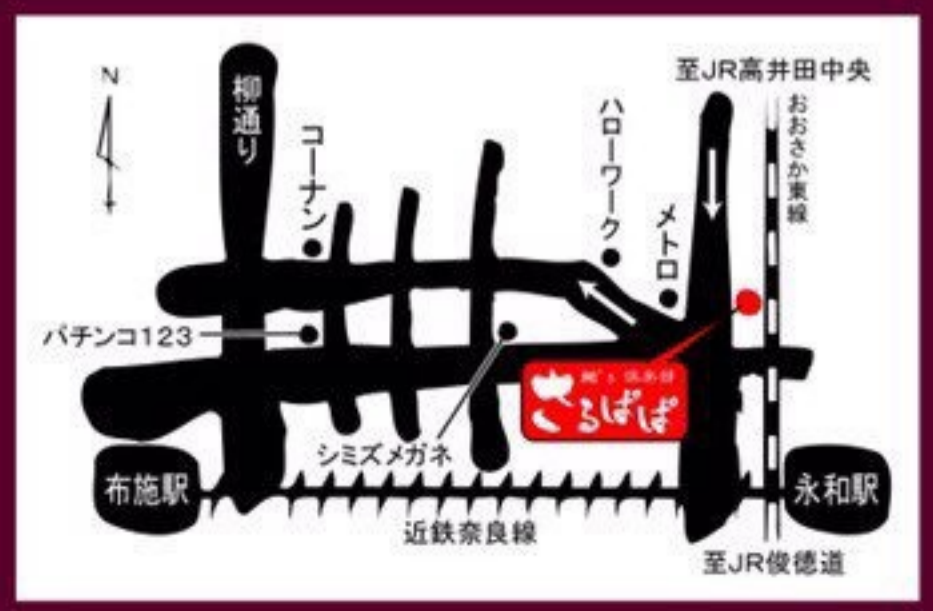 N
至JR高井田中央
柳通り
コーナン
ハローワーク
メトロ
おおさか東線
パチンコ123
さるぱぱ
シミズメガネ
布施駅
永和駅
近鉄奈良線
至JR俊徳道